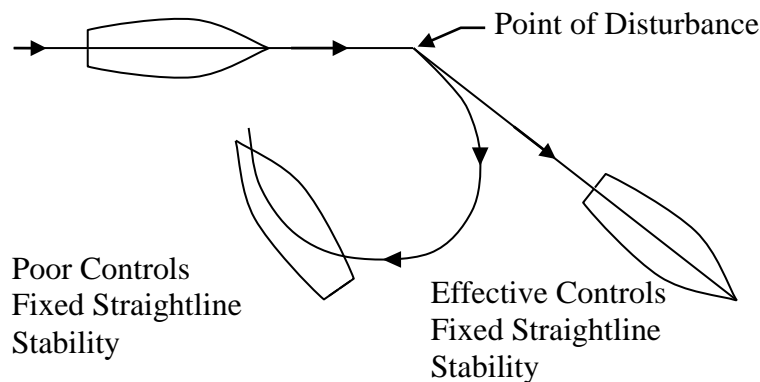 Point of Disturbance
Poor Controls
Fixed Straightline
Stability
Effective Controls
Fixed Straightline
Stability